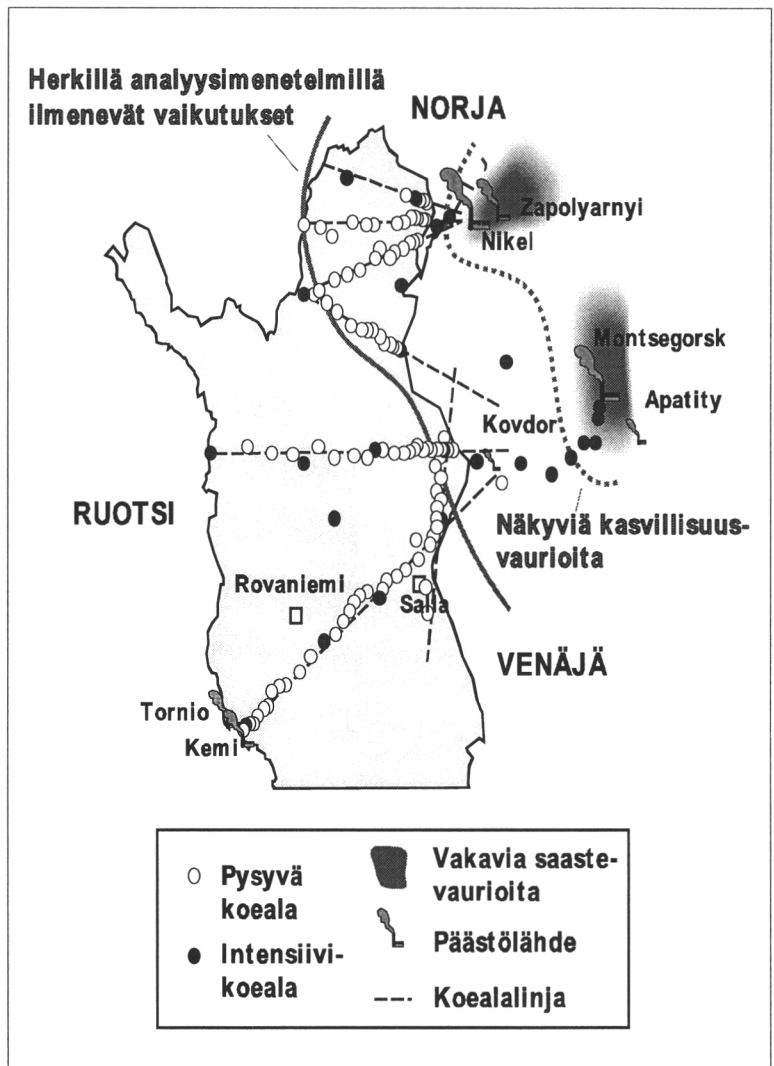 Herkillä analyysimenetelmillä
ilmenevät vaikutukset
NORJA
Zapolyarnyi
Nikel
Montsegorsk
Apatity
Kovdor
RUOTSI
Näkyviä kasvillisuus-
vaurioita
Rovaniemi
Salla
VENÄJÄ
Tornio
Kemi
Pysyvä
koeala
Intensiivi-
koeala
Vakavia saaste-
vaurioita
Päästölähde
Koealalinja